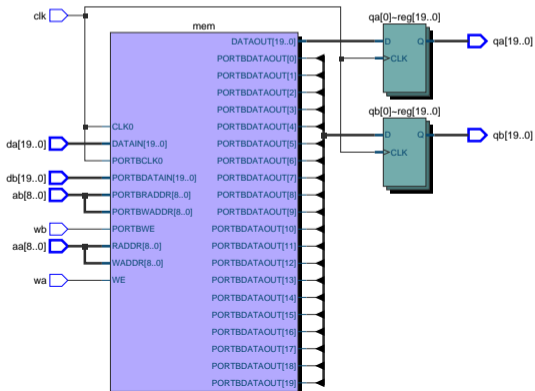 clk
mem
qa[0]~reg[19..0]
DATAOUT[19..0]
D
Q
qa[19..0]
PORTBDATAOUT[0]
CLK
PORTBDATAOUT[1]
PORTBDATAOUT[2]
PORTBDATAOUT[3]
qb[0]~reg[19..0]
CLK0
PORTBDATAOUT[4]
D
Q
qb[19..0]
da[19..0]
DATAIN[19..0]
PORTBDATAOUT[5]
CLK
PORTBCLK0
PORTBDATAOUT[6]
db[19..0]
PORTBDATAIN[19..0]
PORTBDATAOUT[7]
ab[8..0]
PORTBRADDR[8..0]
PORTBDATAOUT[8]
PORTBWADDR[8..0]
PORTBDATAOUT[9]
wb
PORTBWE
PORTBDATAOUT[10]
aa[8..0]
RADDR[8..0]
PORTBDATAOUT[11]
WADDR[8..0]
PORTBDATAOUT[12]
wa
WE
PORTBDATAOUT[13]
PORTBDATAOUT[14]
PORTBDATAOUT[15]
PORTBDATAOUT[16]
PORTBDATAOUT[17]
PORTBDATAOUT[18]
PORTBDATAOUT[19]